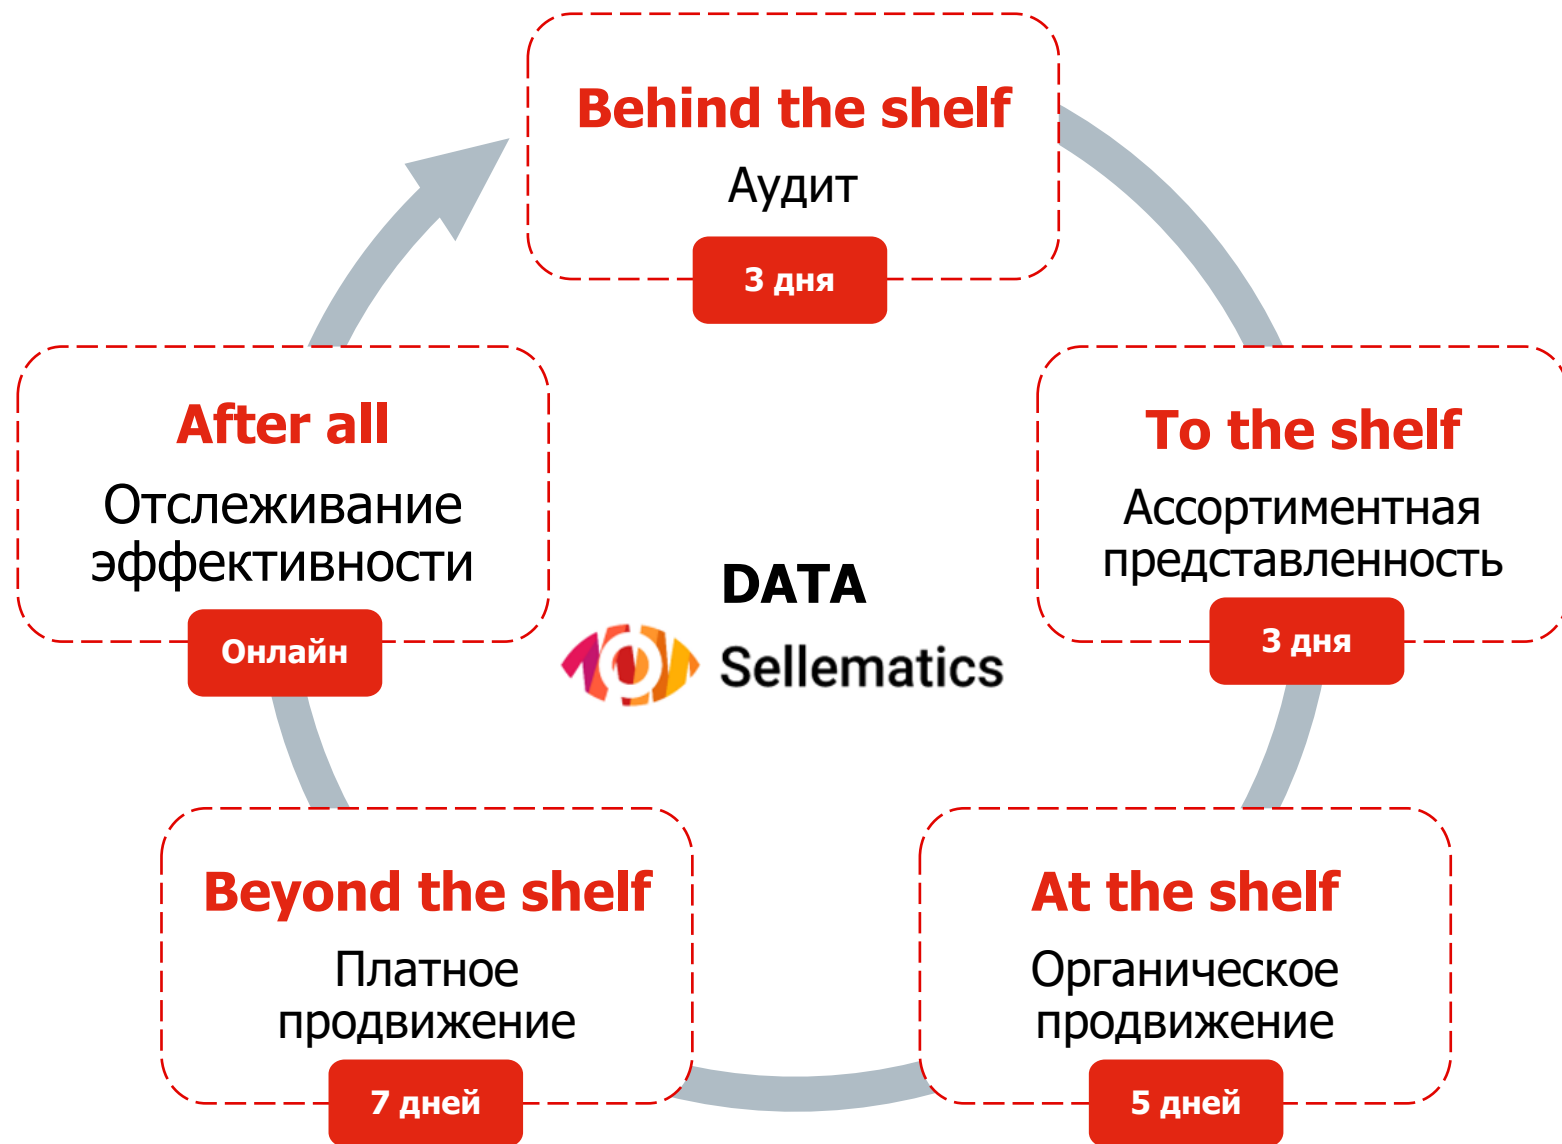 Behind the shelf
Аудит
3 дня
To the shelf
Ассортиментная
представленность
3 дня
At the shelf
Органическое
продвижение
5 дней
Beyond the shelf
Платное
продвижение
7 дней
After all
Отслеживание
эффективности
Онлайн
DATA
Sellematics